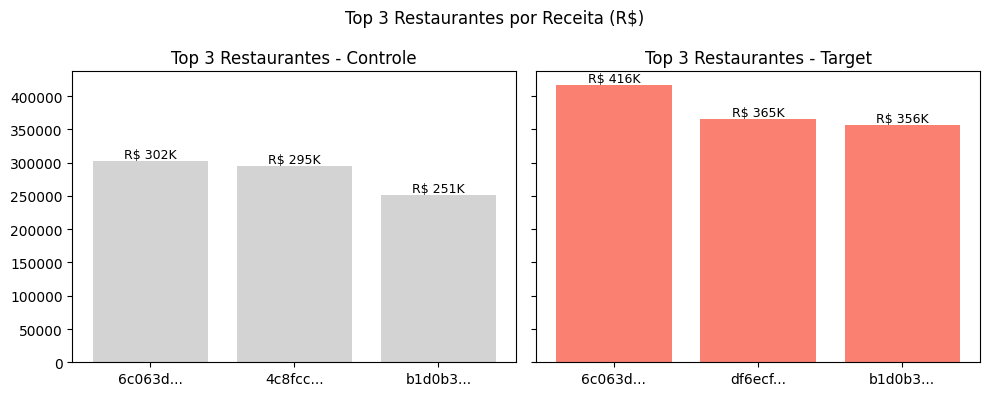 Top 3 Restaurantes por Receita (R$)
Top 3 Restaurantes - Controle
400000
350000
300000
250000
200000
150000
100000
50000
0
R$ 302K
R$ 295K
R$ 251K
6c063d...
4c8fcc...
b1d0b3...
Top 3 Restaurantes - Target
R$ 416K
R$ 365K
R$ 356K
6c063d...
df6ecf...
b1d0b3...